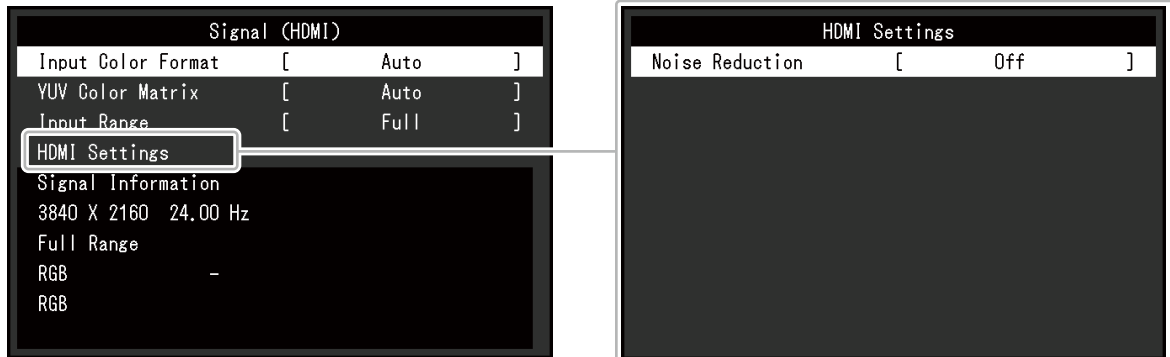 Signal (HDMI)
Input Color Format [ Auto ]
YUV Color Matrix [ Auto ]
Input Range [ Full ]
HDMI Settings
Signal Information
3840 X 2160 24.00 Hz
Full Range
RGB -
RGB
HDMI Settings
Noise Reduction [ Off ]